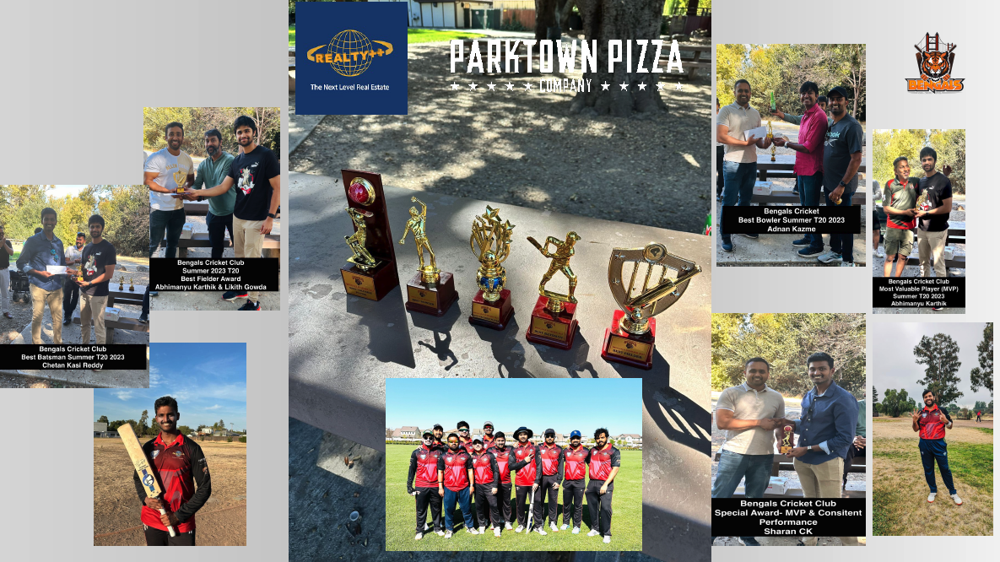 REALTY+++
The Next Level Real Estate
PARKTOWN PIZZA
COMPANY
BENGALS
Bengals Cricket Club
Summer 2023 T20
Best Fielder Award
Abhimanyu Karthik & Likith Gowda
Bengals Cricket Club
Best Batsman Summer T20 2023
Chetan Kasi Reddy
Bengals Cricket
Best Bowler Summer T20 2023
Adnan Kazme
Bengals Cricket Club
Most Valuable Player (MVP)
Summer T20 2023
Abhimanyu Karthik
Bengals Cricket Club
Special Award- MVP & Consitent
Performance
Sharan CK